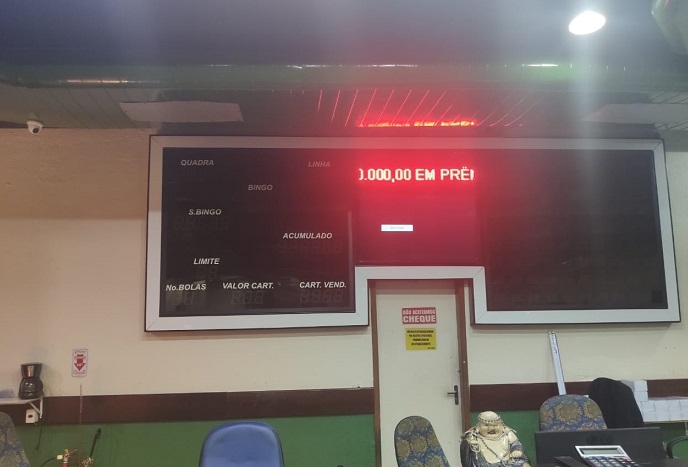 QUADRA
LINHA
BINGO
S.BINGO
ACUMULADO
LIMITE
No.BOLAS VALOR CART. CART. VEND.
0.000,00 EM PRÊ
NÃO ACEITAMOS
CHEQUE